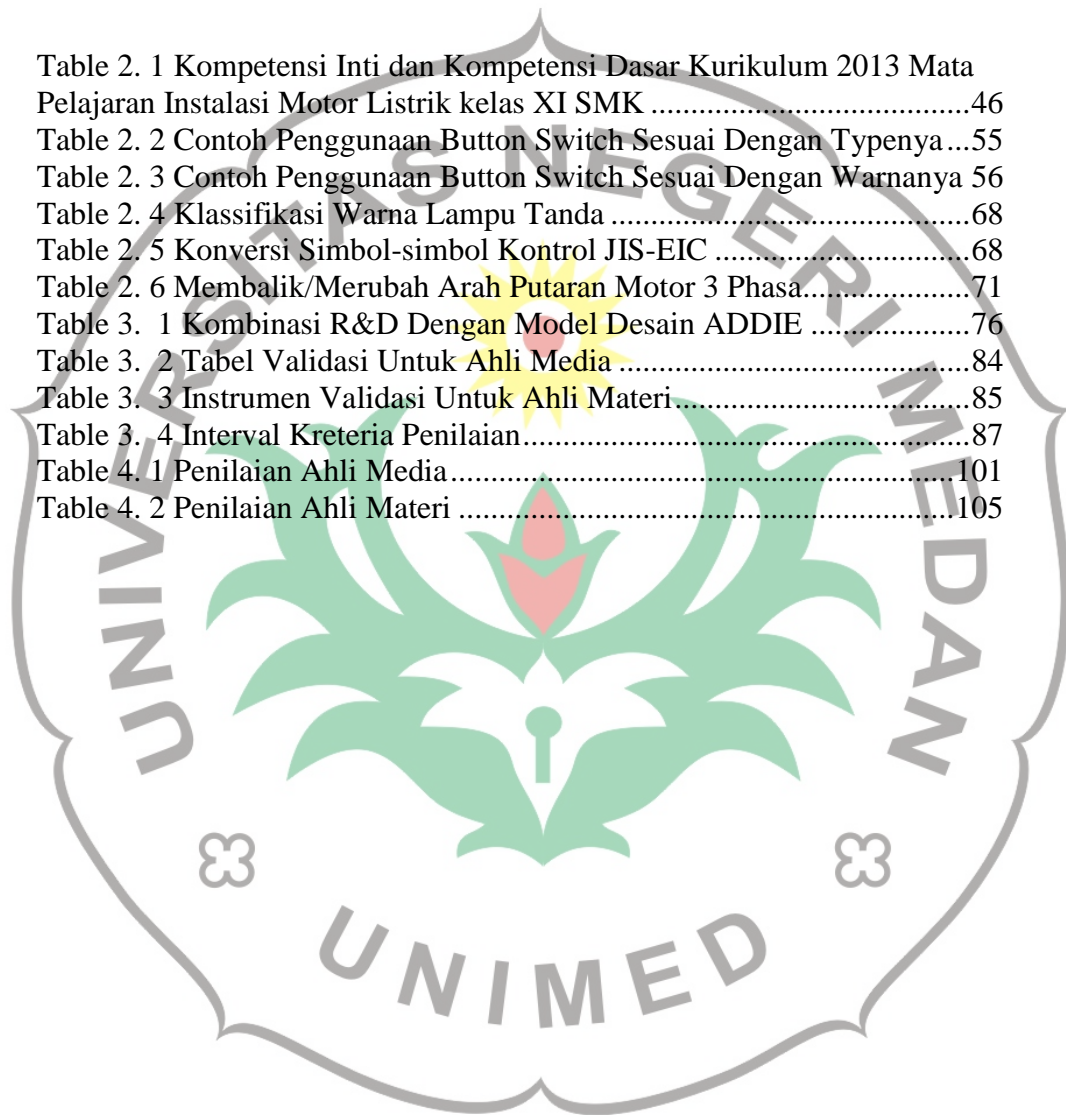 Table 2. 1 Kompetensi Inti dan Kompetensi Dasar Kurikulum 2013 Mata
Pelajaran Instalasi Motor Listrik kelas XI SMK ..............................46
Table 2. 2 Contoh Penggunaan Button Switch Sesuai Dengan Typenya ...55
Table 2. 3 Contoh Penggunaan Button Switch Sesuai Dengan Warnanya 56
Table 2. 4 Klassifikasi Warna Lampu Tanda ..............................................68
Table 2. 5 Konversi Simbol-simbol Kontrol JIS-EIC .................................68
Table 2. 6 Membalik/Merubah Arah Putaran Motor 3 Phasa.....................71
Table 3.  1 Kombinasi R&D Dengan Model Desain ADDIE ....................76
Table 3.  2 Tabel Validasi Untuk Ahli Media .............................................84
Table 3.  3 Instrumen Validasi Untuk Ahli Materi......................................85
Table 3.  4 Interval Kreteria Penilaian.........................................................87
Table 4. 1 Penilaian Ahli Media................................................................101
Table 4. 2 Penilaian Ahli Materi ...............................................................105
UNIVERSITAS NEGERI MEDAN
UNIMED